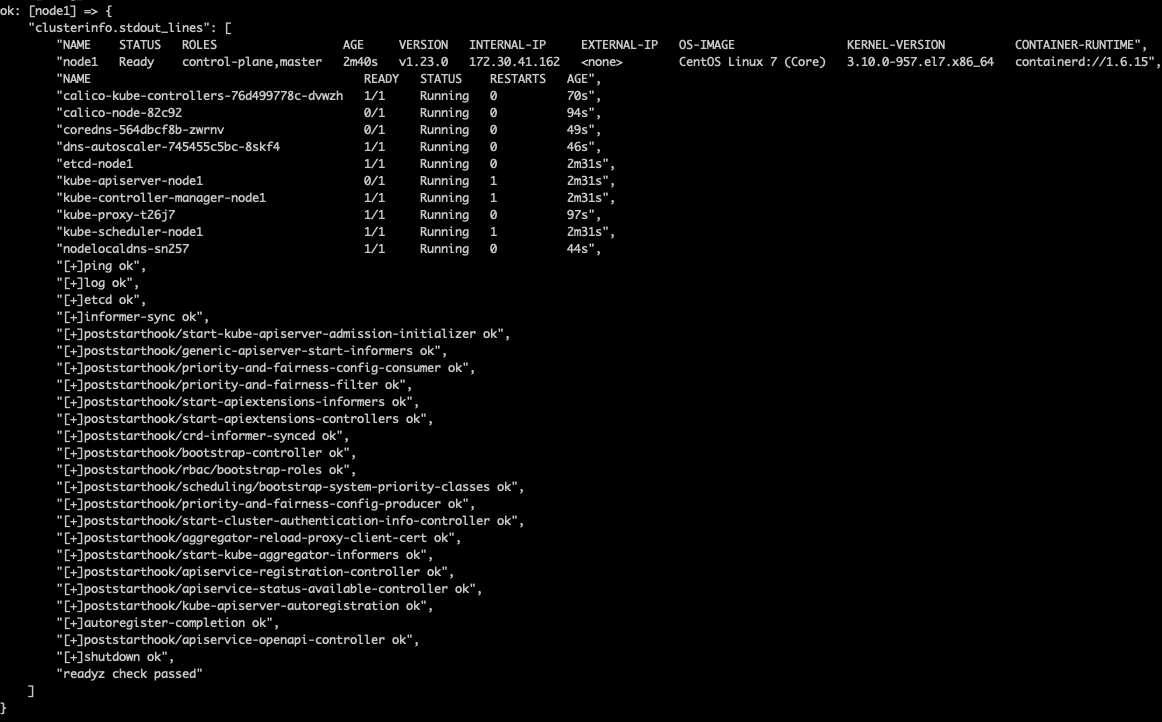 ok: [node1] => {
    "clusterinfo.stdout_lines": [
        "NAME    STATUS   ROLES                  AGE     VERSION   INTERNAL-IP     EXTERNAL-IP   OS-IMAGE                KERNEL-VERSION          CONTAINER-RUNTIME",
        "node1   Ready    control-plane,master   2m40s   v1.23.0   172.30.41.162   <none>        CentOS Linux 7 (Core)   3.10.0-957.el7.x86_64   containerd://1.6.15",
        "NAME                                       READY   STATUS    RESTARTS   AGE",
        "calico-kube-controllers-76d499778c-dvwzh   1/1     Running   0          70s",
        "calico-node-82c92                          0/1     Running   0          94s",
        "coredns-564dbcf8b-zwrnv                    0/1     Running   0          49s",
        "dns-autoscaler-745455c5bc-8skf4            1/1     Running   0          46s",
        "etcd-node1                                 1/1     Running   0          2m31s",
        "kube-apiserver-node1                       0/1     Running   1          2m31s",
        "kube-controller-manager-node1              1/1     Running   1          2m31s",
        "kube-proxy-t26j7                           1/1     Running   0          97s",
        "kube-scheduler-node1                       1/1     Running   1          2m31s",
        "nodelocaldns-sn257                         1/1     Running   0          44s",
        "[+]ping ok",
        "[+]log ok",
        "[+]etcd ok",
        "[+]informer-sync ok",
        "[+]poststarthook/start-kube-apiserver-admission-initializer ok",
        "[+]poststarthook/generic-apiserver-start-informers ok",
        "[+]poststarthook/priority-and-fairness-config-consumer ok",
        "[+]poststarthook/priority-and-fairness-filter ok",
        "[+]poststarthook/start-apiextensions-informers ok",
        "[+]poststarthook/start-apiextensions-controllers ok",
        "[+]poststarthook/crd-informer-synced ok",
        "[+]poststarthook/bootstrap-controller ok",
        "[+]poststarthook/rbac/bootstrap-roles ok",
        "[+]poststarthook/scheduling/bootstrap-system-priority-classes ok",
        "[+]poststarthook/priority-and-fairness-config-producer ok",
        "[+]poststarthook/start-cluster-authentication-info-controller ok",
        "[+]poststarthook/aggregator-reload-proxy-client-cert ok",
        "[+]poststarthook/start-kube-aggregator-informers ok",
        "[+]poststarthook/apiservice-registration-controller ok",
        "[+]poststarthook/apiservice-status-available-controller ok",
        "[+]poststarthook/kube-apiserver-autoregistration ok",
        "[+]autoregister-completion ok",
        "[+]poststarthook/apiservice-openapi-controller ok",
        "[+]shutdown ok",
        "readyz check passed"
    ]
}